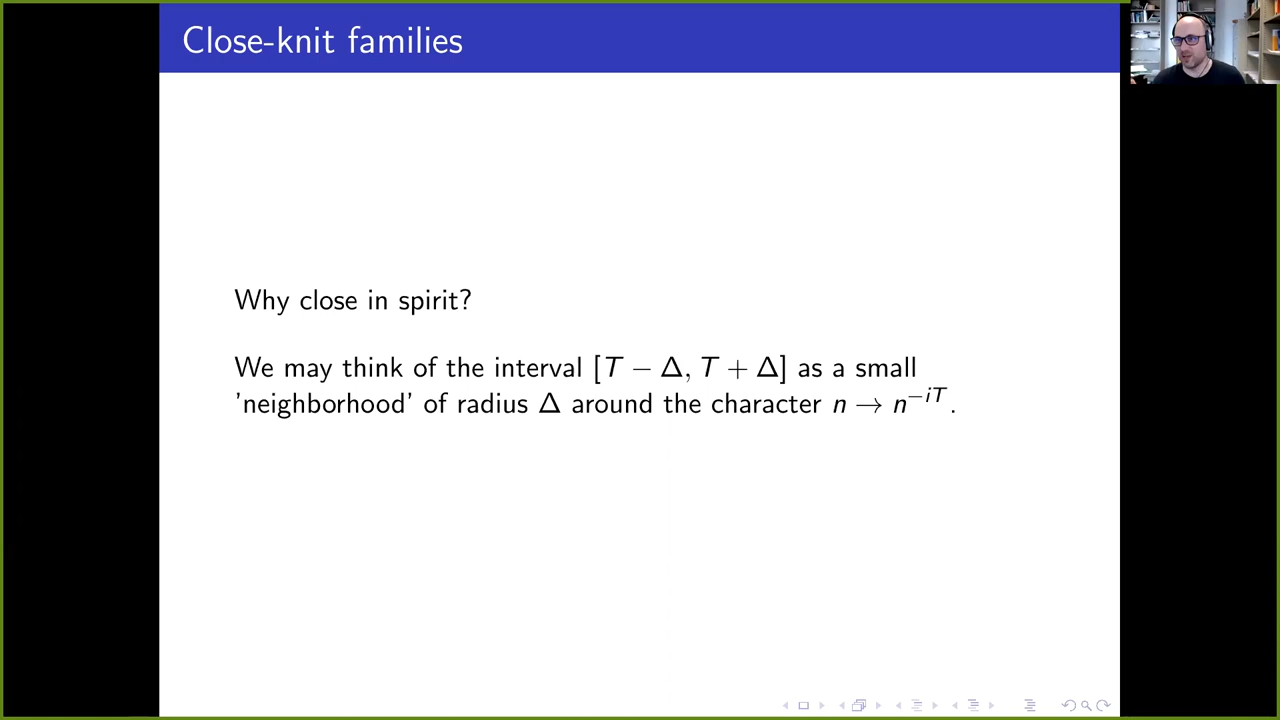 Close-knit families
Why close in spirit?
We may think of the interval [T − Δ, T + Δ] as a small
'neighborhood' of radius Δ around the character n → n^{−iT}.